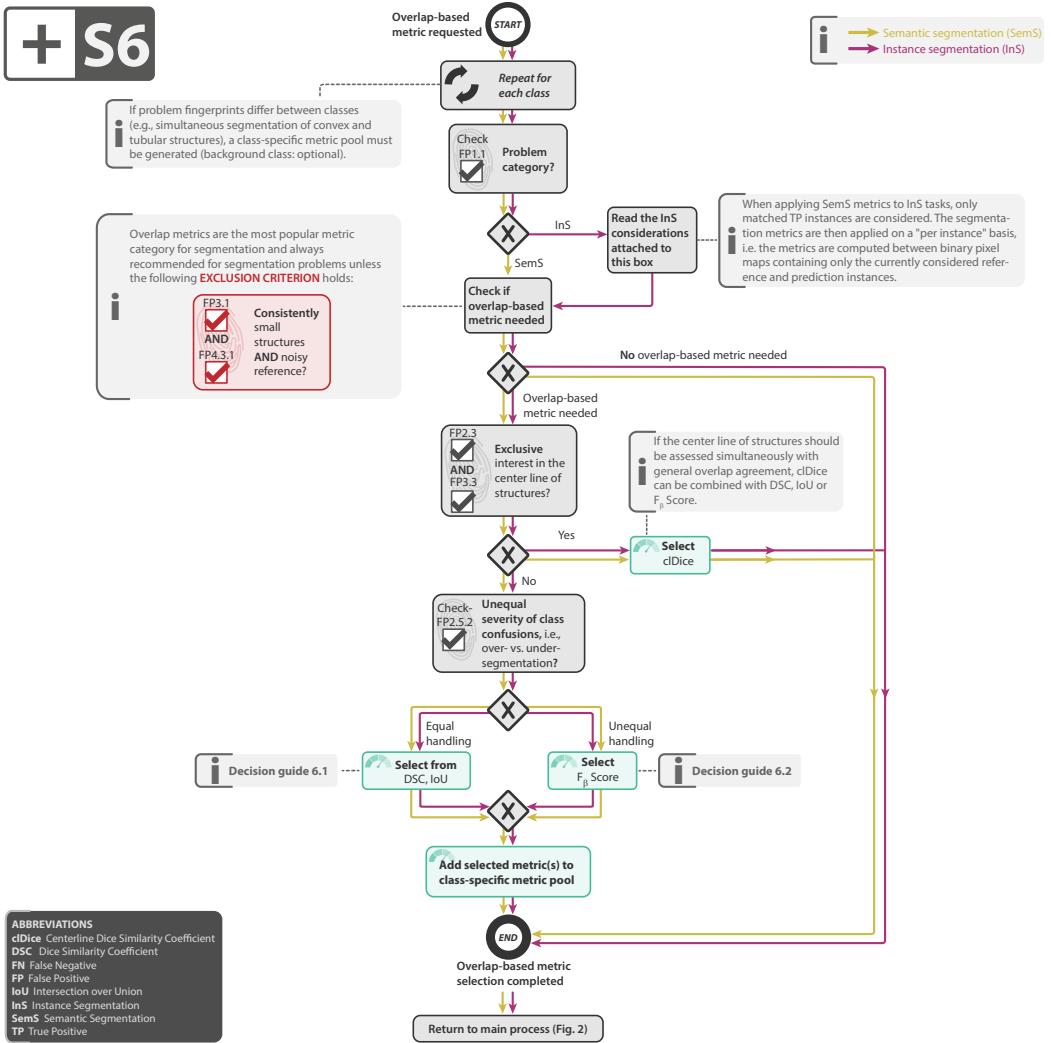 + S6
Overlap-based
metric requested
START
Semantic segmentation (SemS)
Instance segmentation (InS)
Repeat for
each class
If problem fingerprints differ between classes
(e.g., simultaneous segmentation of convex and
tubular structures), a class-specific metric pool must
be generated (background class: optional).
Check
FP1.1
Problem
category?
X
InS
SemS
Read the InS
considerations
attached to
this box
When applying SemS metrics to InS tasks, only
matched TP instances are considered. The segmenta-
tion metrics are then applied on a "per instance" basis,
i.e. the metrics are computed between binary pixel
maps containing only the currently considered refer-
ence and prediction instances.
Overlap metrics are the most popular metric
category for segmentation and always
recommended for segmentation problems unless
the following EXCLUSION CRITERION holds:
FP3.1
AND
FP4.3.1
Consistently
small
structures
AND noisy
reference?
Check if
overlap-based
metric needed
X
No overlap-based metric needed
Overlap-based
metric needed
FP2.3
AND
FP3.3
Exclusive
interest in the
center line of
structures?
If the center line of structures should
be assessed simultaneously with
general overlap agreement, clDice
can be combined with DSC, IoU or
Fβ Score.
X
Yes
No
Select
clDice
Check-
FP2.5.2
Unequal
severity of class
confusions, i.e.,
over- vs. under-
segmentation?
X
Equal
handling
Unequal
handling
Decision guide 6.1
Select from
DSC, IoU
Select
Fβ Score
Decision guide 6.2
X
Add selected metric(s) to
class-specific metric pool
END
Overlap-based metric
selection completed
Return to main process (Fig. 2)
ABBREVIATIONS
clDice Centerline Dice Similarity Coefficient
DSC Dice Similarity Coefficient
FN False Negative
FP False Positive
IoU Intersection over Union
InS Instance Segmentation
SemS Semantic Segmentation
TP True Positive